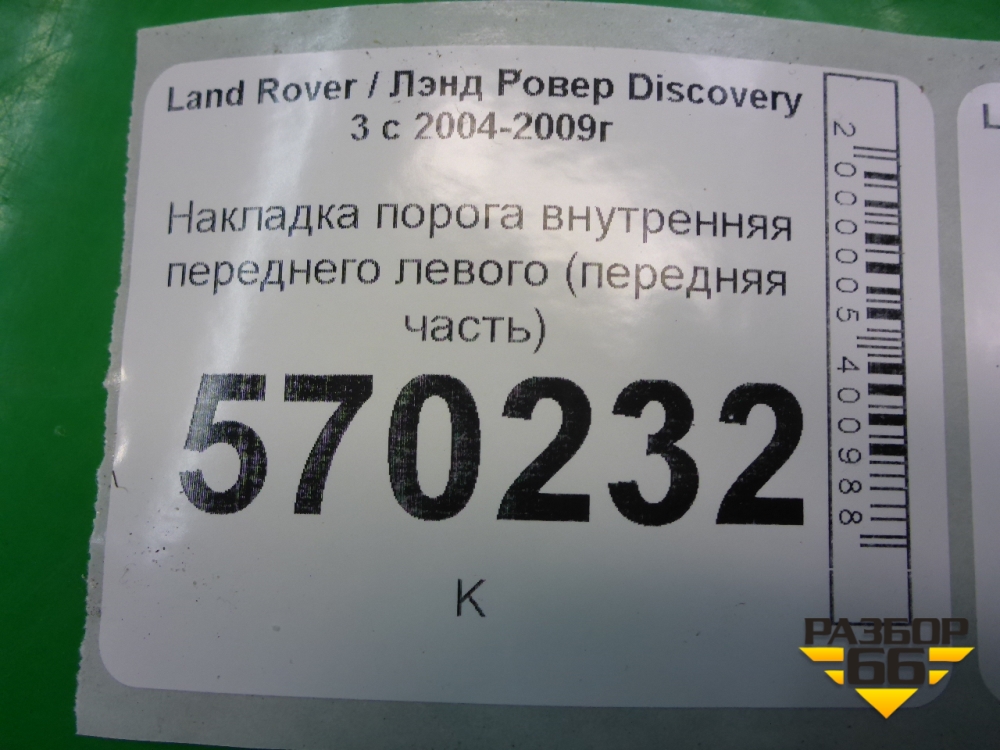 Land Rover / Лэнд Ровер Discovery
3 с 2004-2009г
Накладка порога внутренняя
переднего левого (передняя
часть)
570232
К
2000005400988
РАЗБОР
66